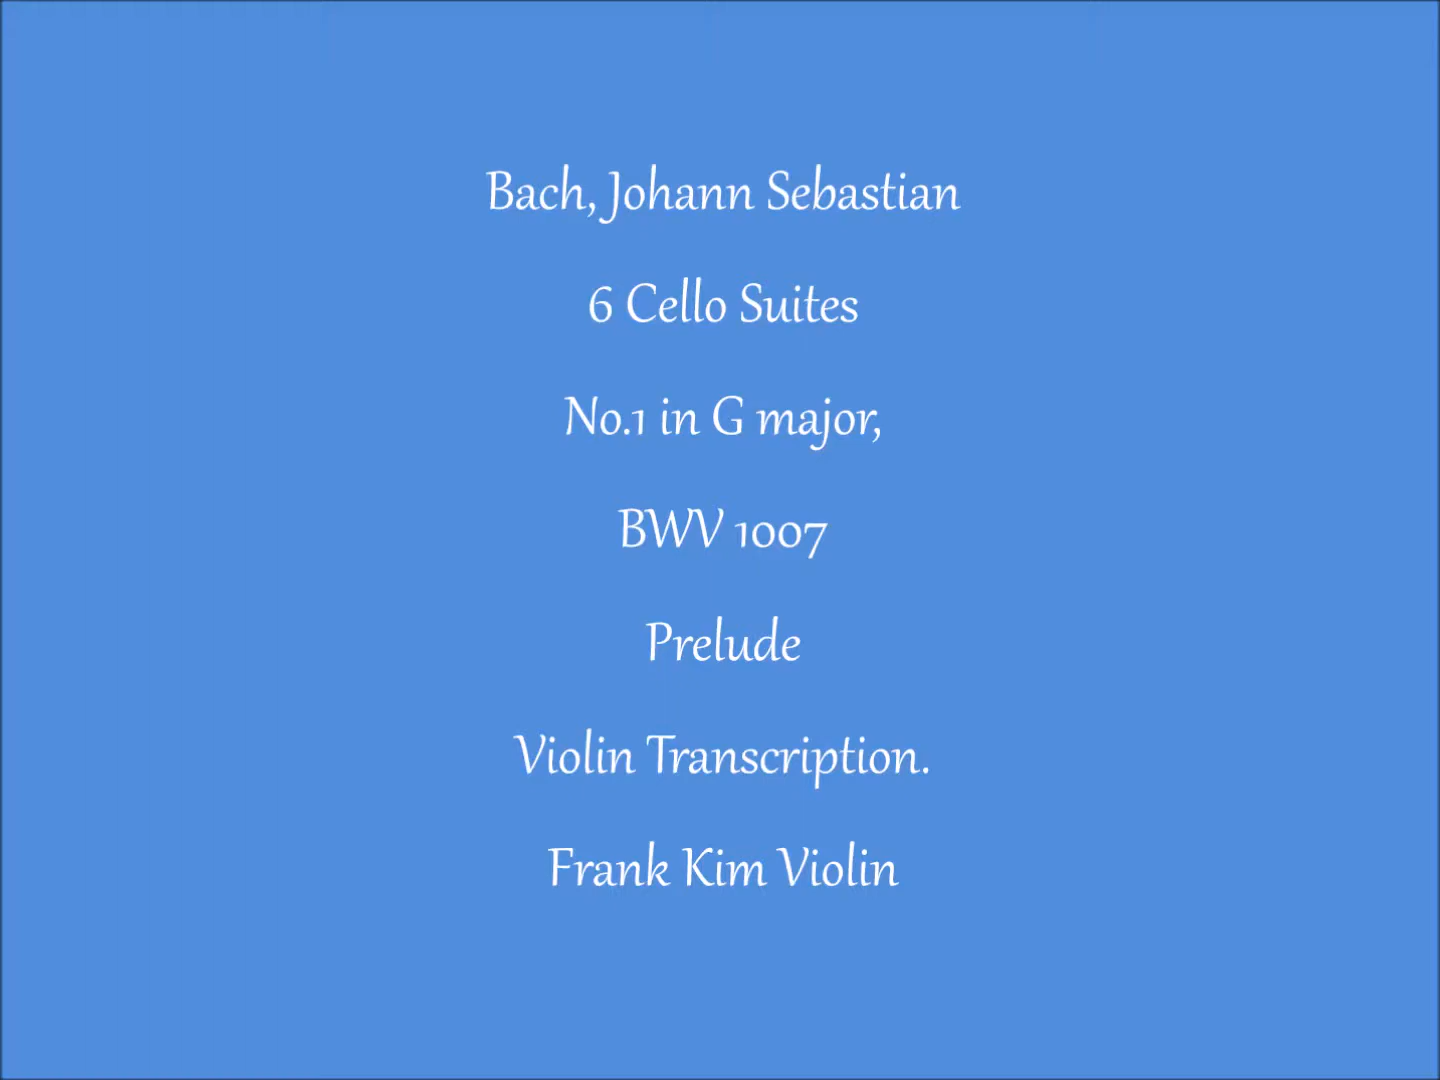 Bach, Johann Sebastian
6 Cello Suites
No.1 in G major,
BWV 1007
Prelude
Violin Transcription.
Frank Kim Violin